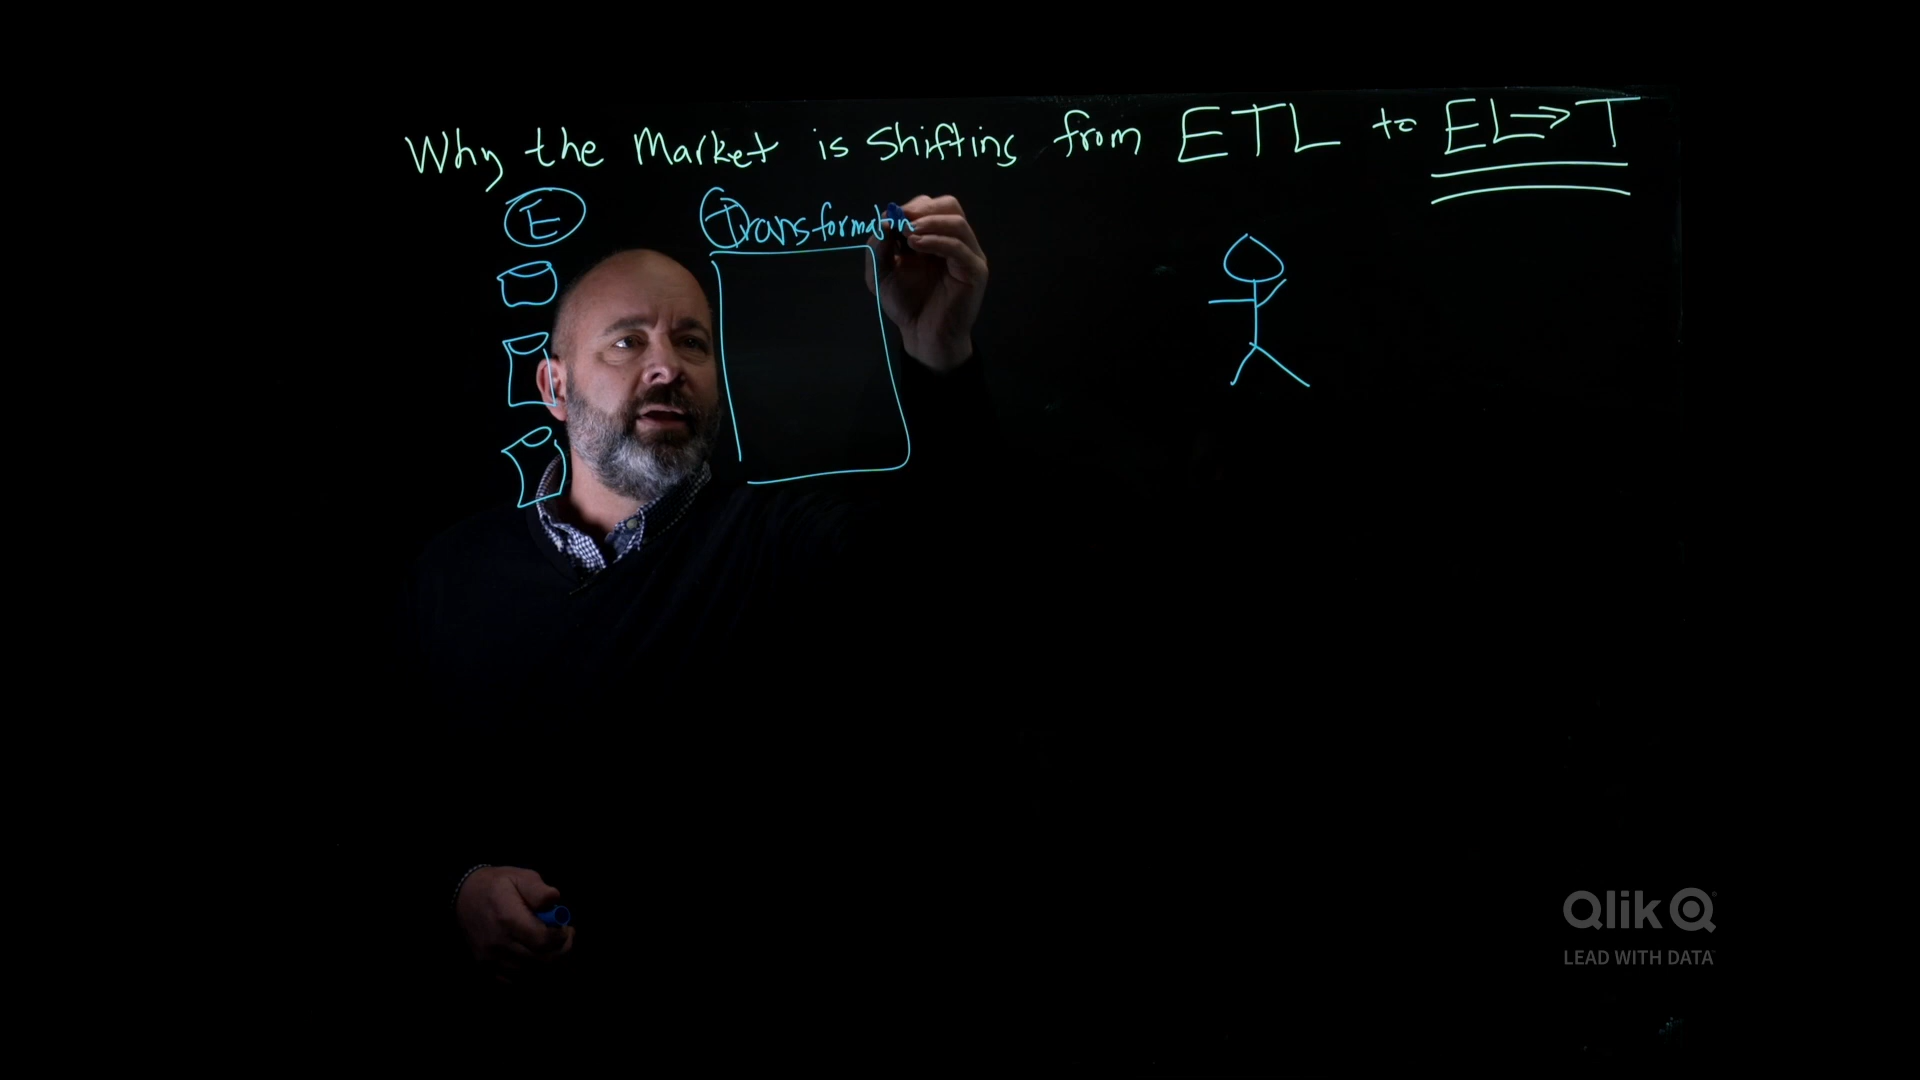 Why the Market is Shifting from ETL to EL⇒T
E Transformation
Qlik
LEAD WITH DATA